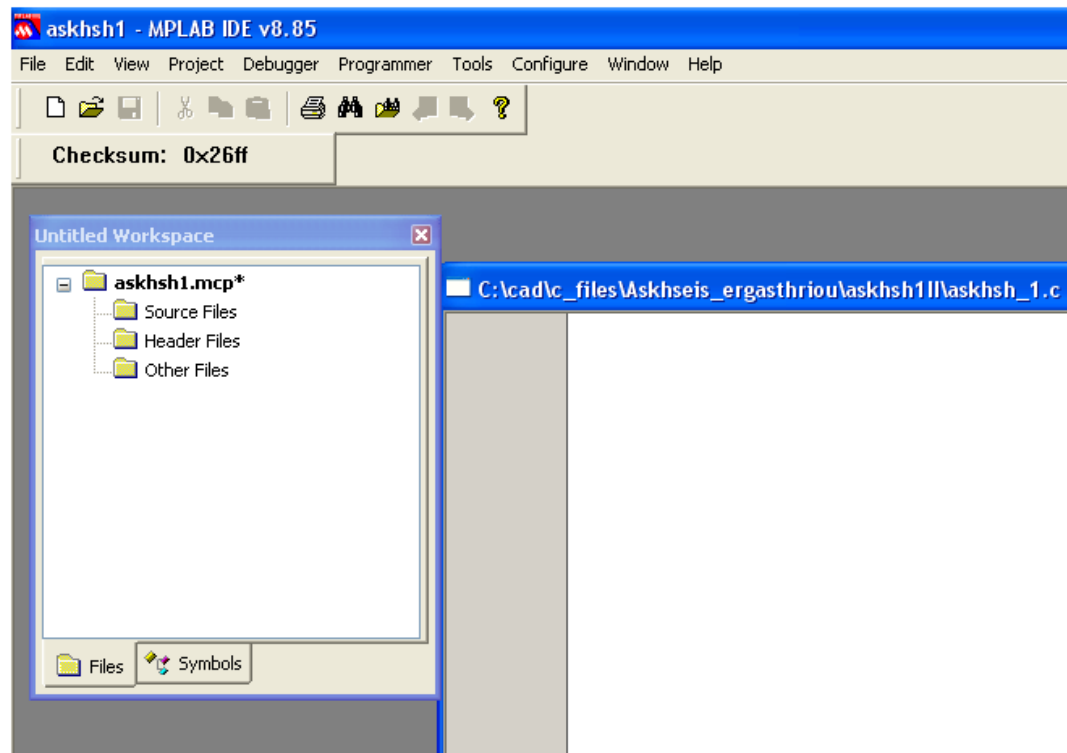 askhsh1 - MPLAB IDE v8.85
File Edit View Project Debugger Programmer Tools Configure Window Help
Checksum: 0x26ff
Untitled Workspace
askhsh1.mcp*
Source Files
Header Files
Other Files
Files Symbols
C:\cad\c_files\Askhseis_ergasthriou\askhsh1II\askhsh_1.c